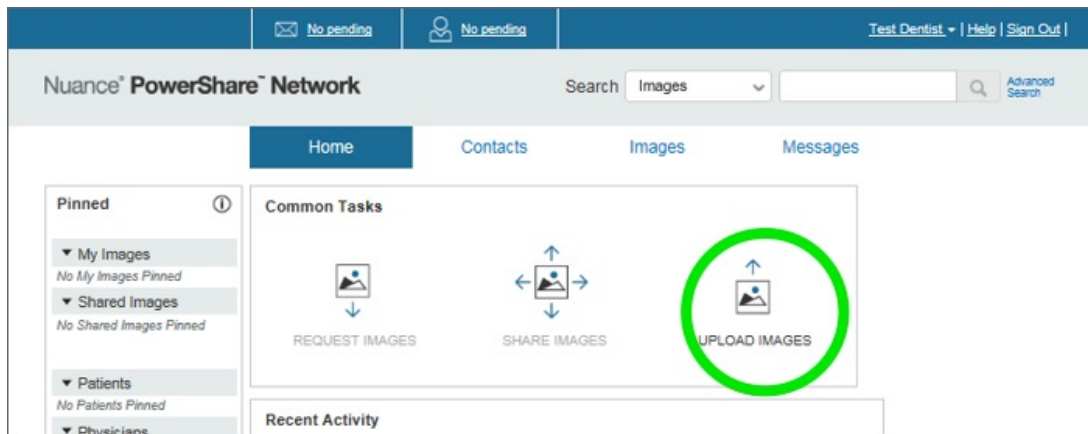 No pending
No pending
Test Dentist | Help | Sign Out |
Nuance® PowerShare™ Network
Search Images
Advanced
Search
Home Contacts Images Messages
Pinned
My Images
No My Images Pinned
Shared Images
No Shared Images Pinned
Patients
No Patients Pinned
Physicians
Common Tasks
REQUEST IMAGES SHARE IMAGES UPLOAD IMAGES
Recent Activity